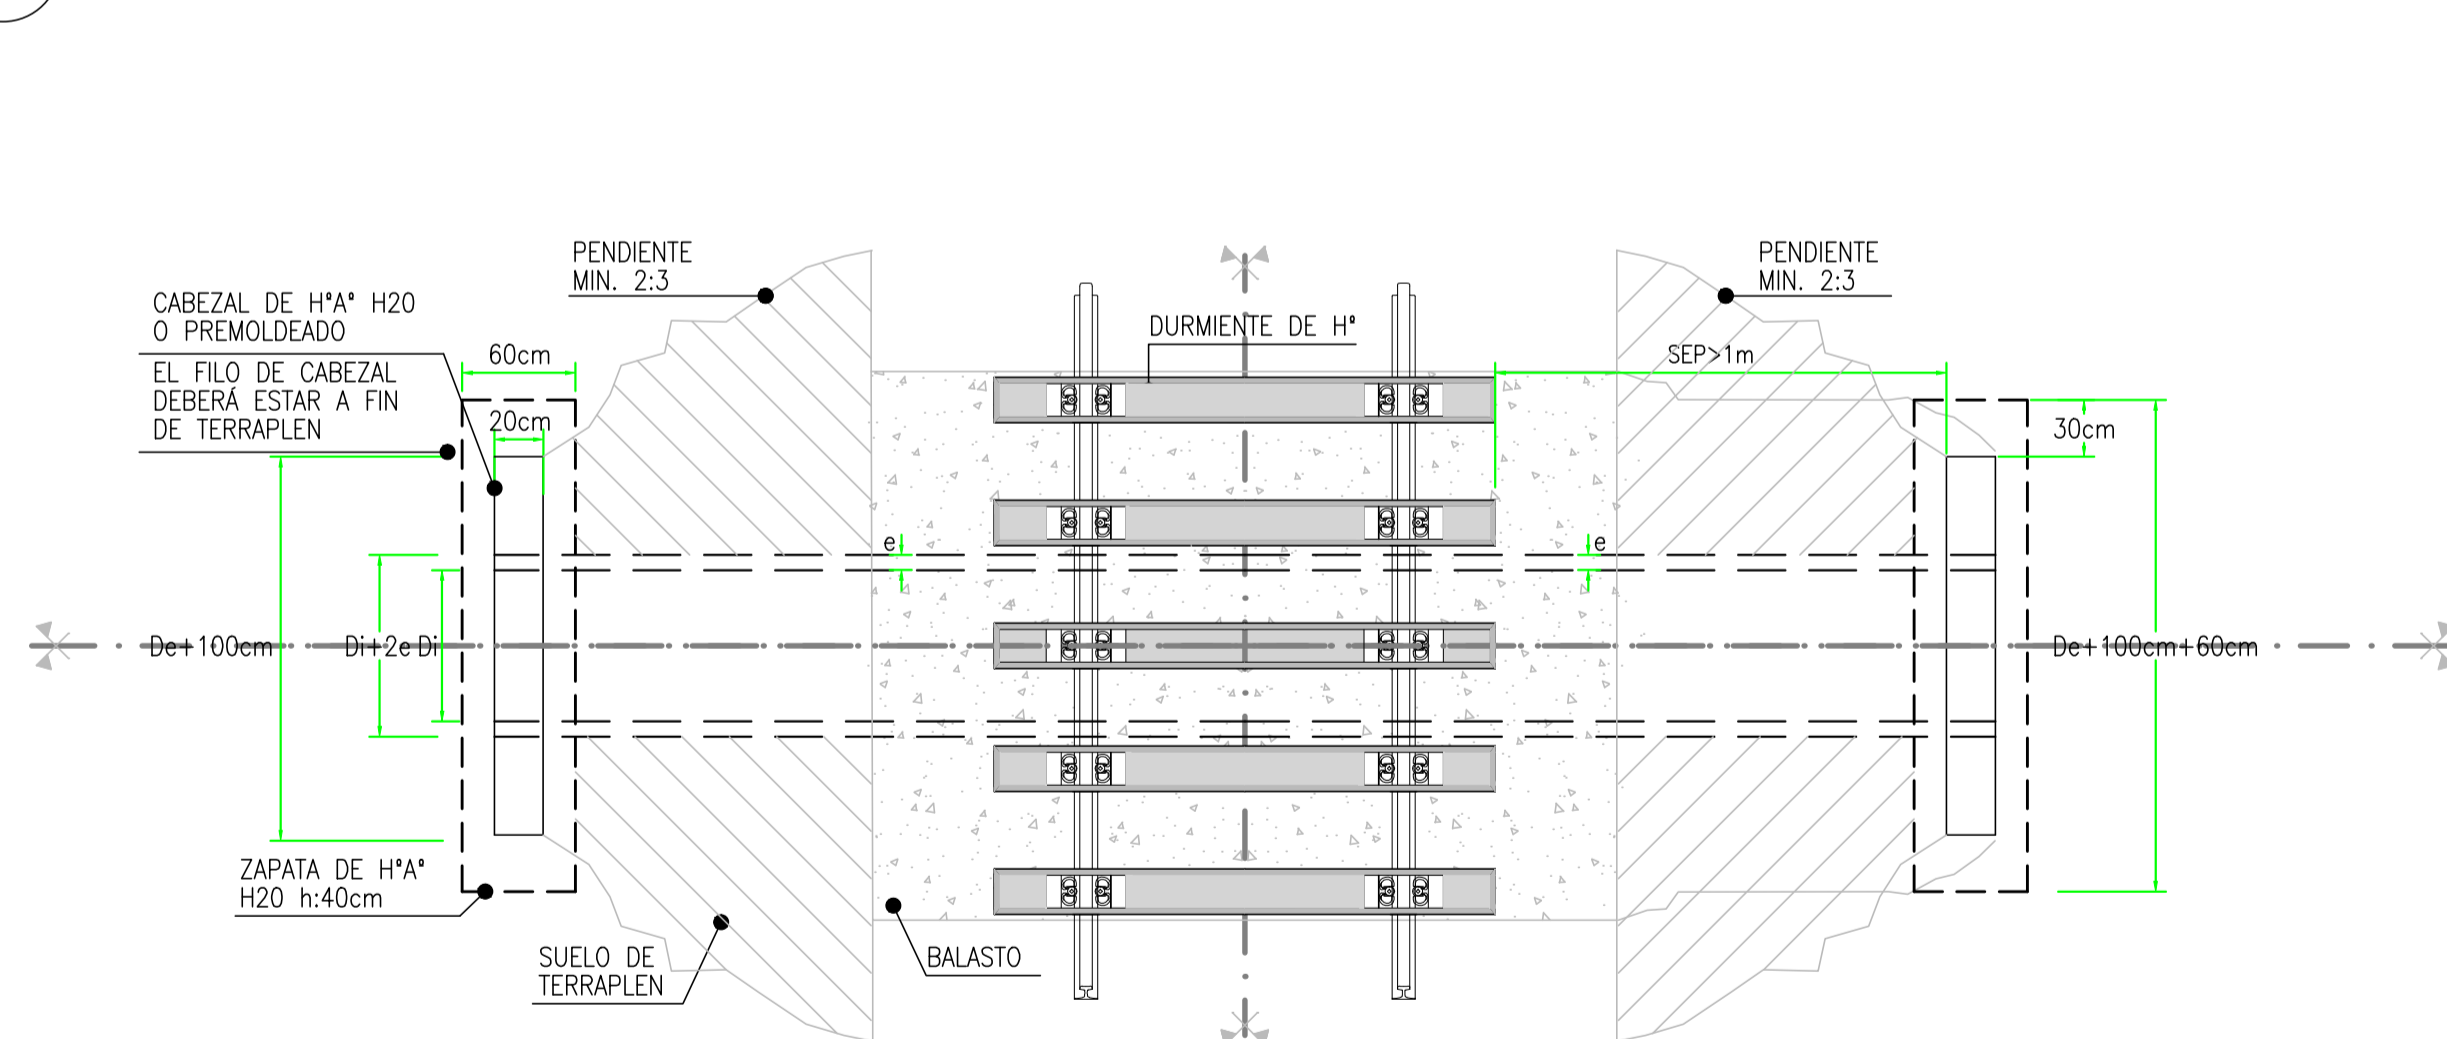 PENDIENTE
MIN. 2:3
PENDIENTE
MIN. 2:3
CABEZAL DE H°A° H20
O PREMOLDEADO
EL FILO DE CABEZAL
DEBERÁ ESTAR A FIN
DE TERRAPLEN
60cm
20cm
DURMIENTE DE H°
SEP>1m
30cm
e
e
De+100cm
Di+2e
Di
De+100cm+60cm
ZAPATA DE H°A°
H20 h:40cm
SUELO DE
TERRAPLEN
BALASTO